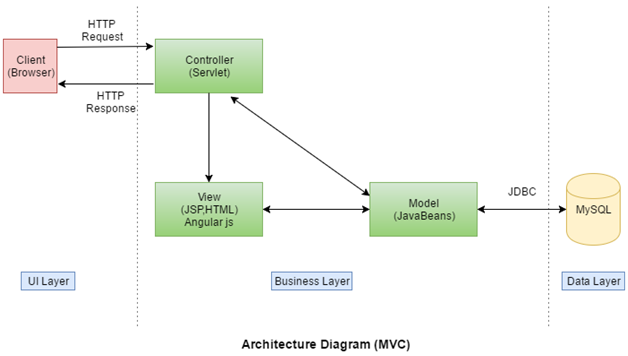 HTTP
Request
Client
(Browser)
HTTP
Response
Controller
(Servlet)
View
(JSP,HTML)
Angular js
Model
(JavaBeans)
JDBC
MySQL
UI Layer
Business Layer
Data Layer
Architecture Diagram (MVC)